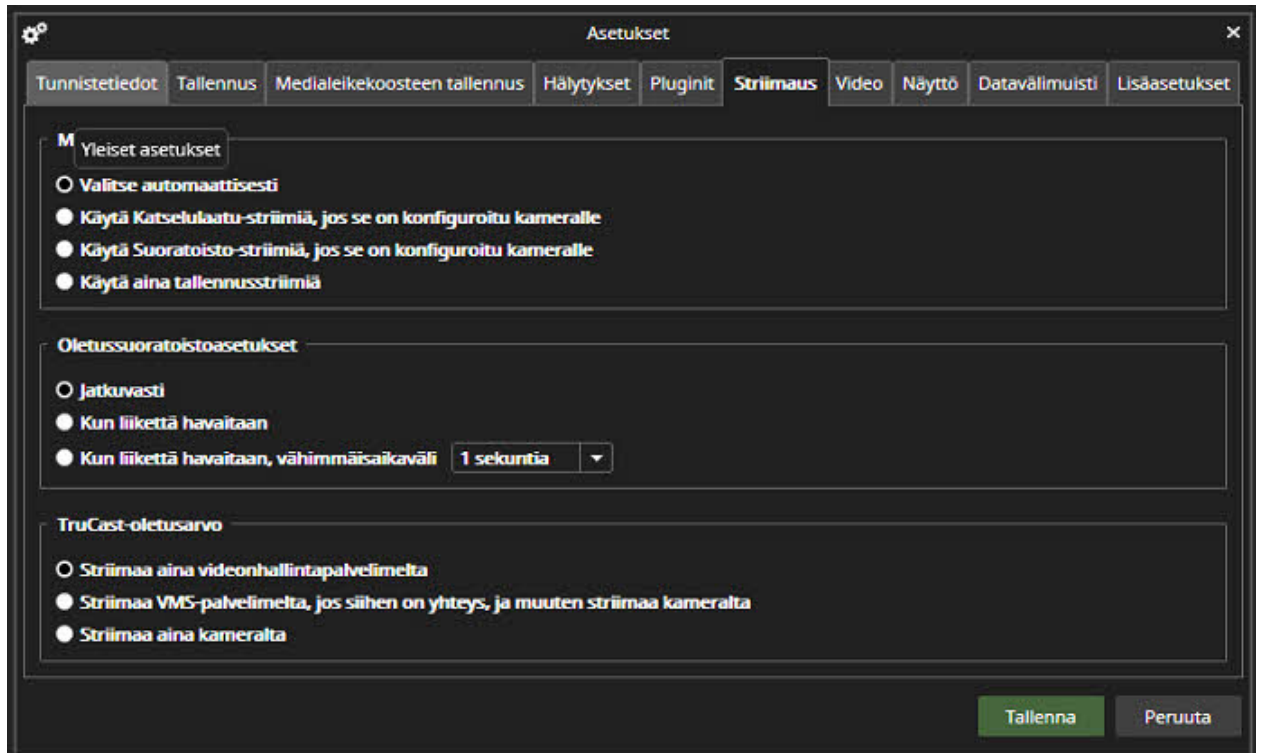 Asetukset
Tunnistetiedot Tallennus Medialeikekoosteen tallennus Hälytykset Pluginit Striimaus Video Näyttö Datavälimuisti Lisäasetukset
M
Yleiset asetukset
Valitse automaattisesti
Käytä Katselulaatu-striimiä, jos se on konfiguroitu kameralle
Käytä Suoratoisto-striimiä, jos se on konfiguroitu kameralle
Käytä aina tallennusstriimiä
Oletussuoratoistoasetukset
Jatkuvasti
Kun liikettä havaitaan
Kun liikettä havaitaan, vähimmäisaikaväli 1 sekuntia
TruCast-oletusarvo
Striimaa aina videonhallintapalvelimelta
Striimaa VMS-palvelimelta, jos siihen on yhteys, ja muuten striimaa kameralta
Striimaa aina kameralta
Tallenna Peruuta